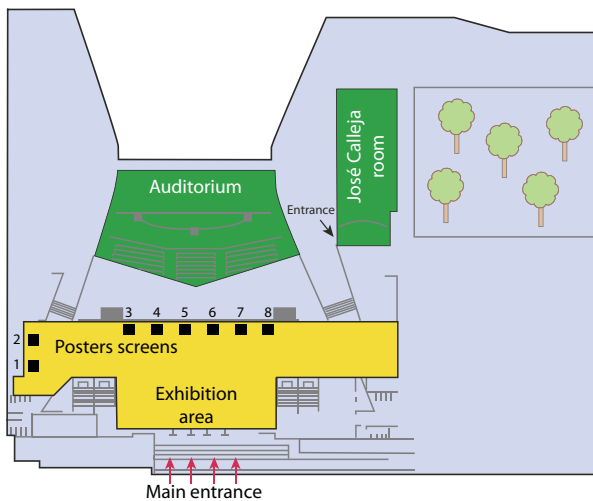 José Calleja
room
Auditorium
Entrance
3 4 5 6 7 8
2
Posters screens
1
Exhibition
area
Main entrance